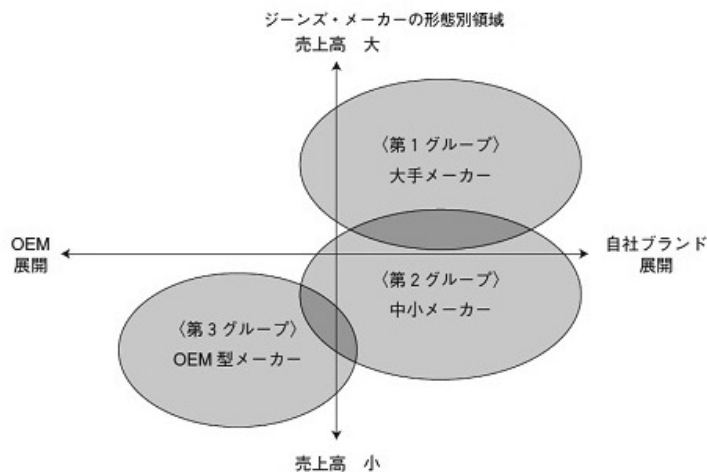 ジーンズ・メーカーの形態別領域
売上高 大
〈第１グループ〉
大手メーカー
OEM
展開
自社ブランド
展開
〈第２グループ〉
中小メーカー
〈第３グループ〉
OEM 型メーカー
売上高 小